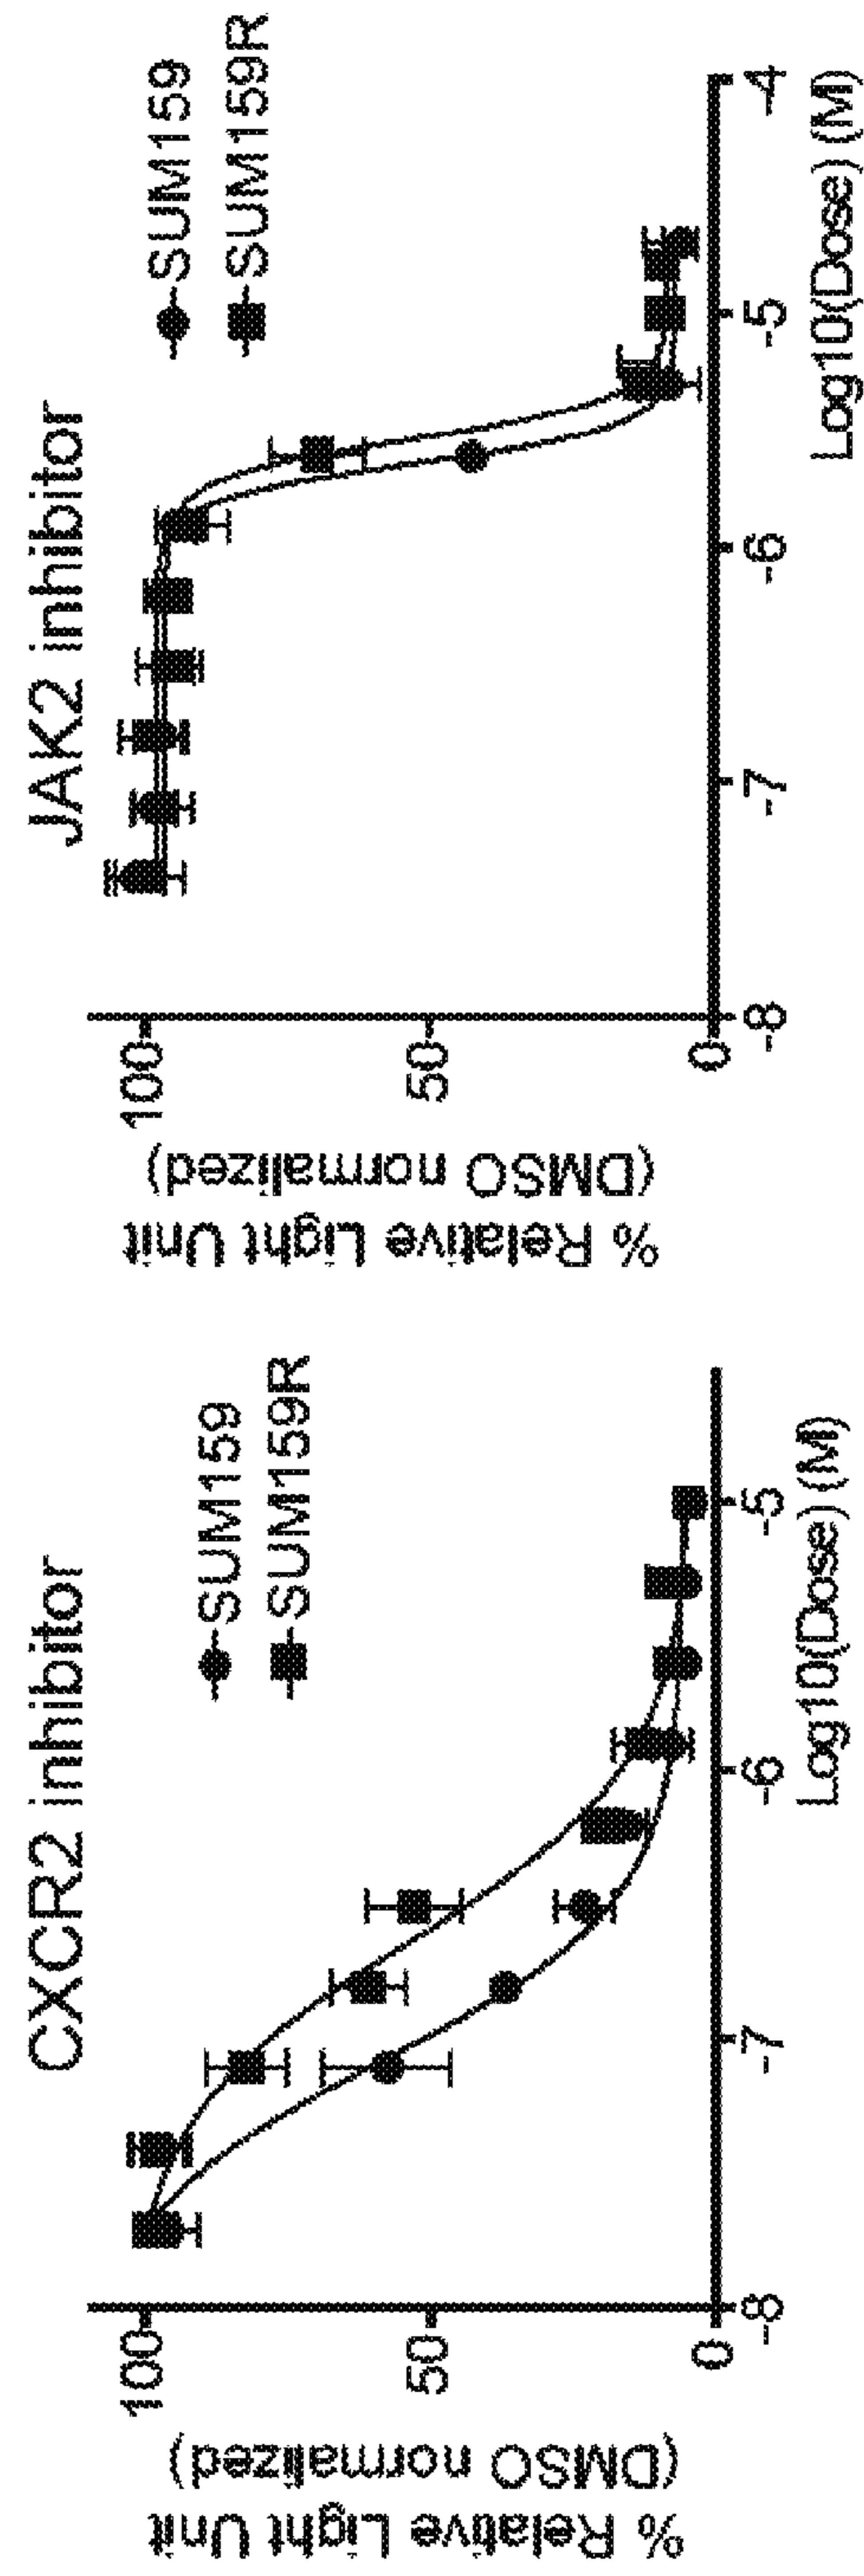 CXCR2 inhibitor
% Relative Light Unit
(DMSO normalized)
100
50
0
-8
-7
-6
-5
Log10(Dose) (M)
SUM159
SUM159R
JAK2 inhibitor
% Relative Light Unit
(DMSO normalized)
100
50
0
-8
-7
-6
-5
-4
Log10(Dose) (M)
SUM159
SUM159R